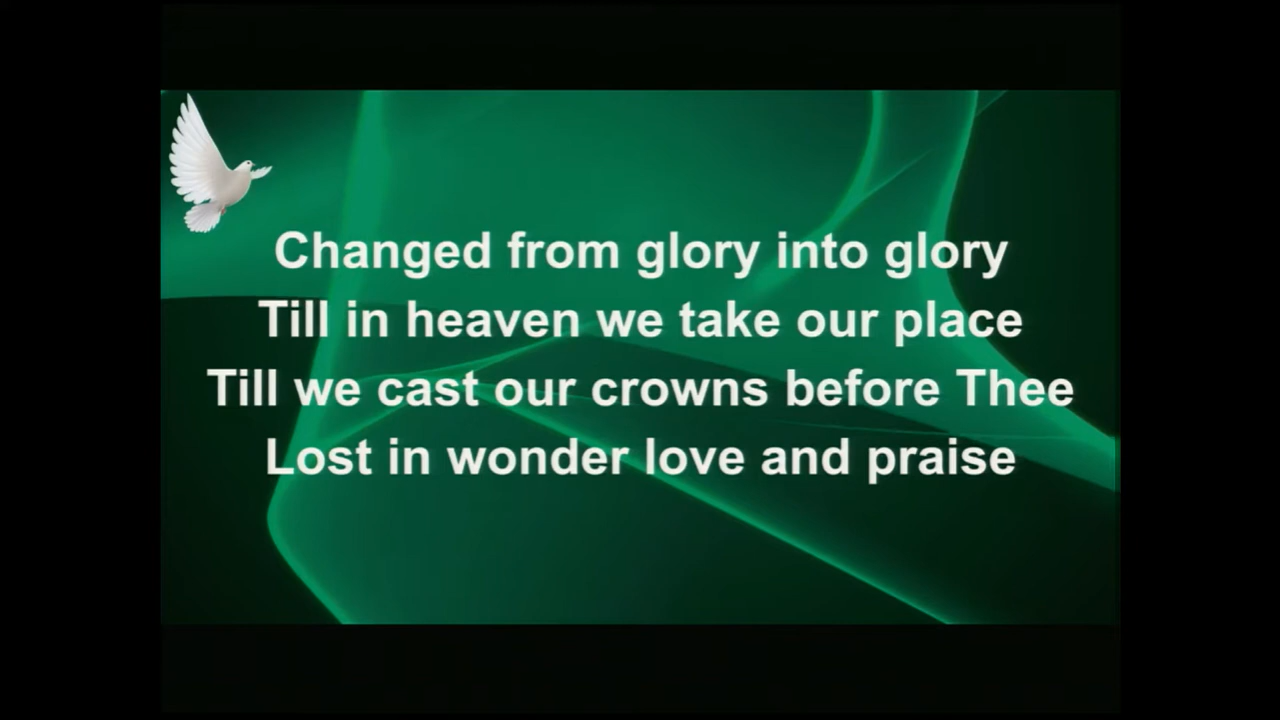 Changed from glory into glory
Till in heaven we take our place
Till we cast our crowns before Thee
Lost in wonder love and praise